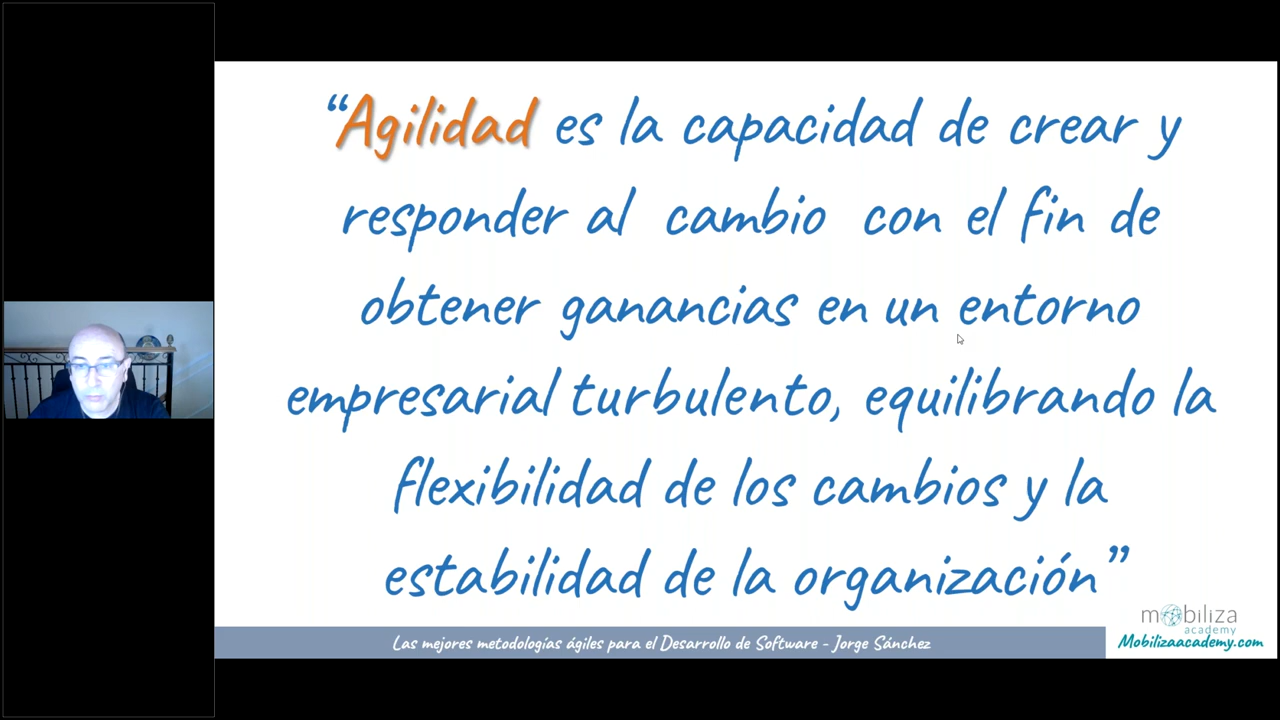 “Agilidad es la capacidad de crear y
responder al cambio con el fin de
obtener ganancias en un entorno
empresarial turbulento, equilibrando la
flexibilidad de los cambios y la
estabilidad de la organización”
mobiliza
academy
Las mejores metodologías ágiles para el Desarrollo de Software - Jorge Sánchez
Mobilizaacademy.com